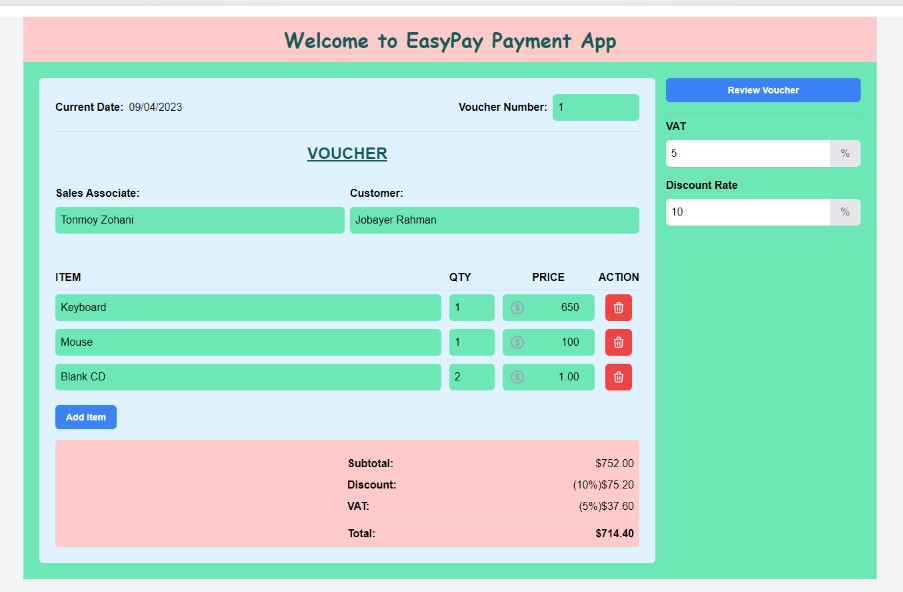 Welcome to EasyPay Payment App
Current Date: 09/04/2023
Voucher Number: 1
VOUCHER
Sales Associate: Customer:
Tonmoy Zohani Jobayer Rahman
ITEM QTY PRICE ACTION
Keyboard 1 $ 650
Mouse 1 $ 100
Blank CD 2 $ 1.00
Add Item
Subtotal: $752.00
Discount: (10%)$75.20
VAT: (5%)$37.60
Total: $714.40
Review Voucher
VAT
5 %
Discount Rate
10 %